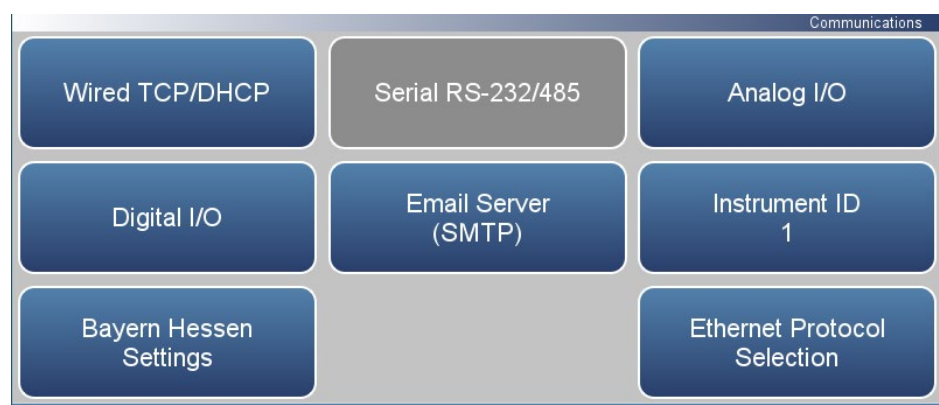 Communications
Wired TCP/DHCP
Serial RS-232/485
Analog I/O
Digital I/O
Email Server
(SMTP)
Instrument ID
1
Bayern Hessen
Settings
Ethernet Protocol
Selection